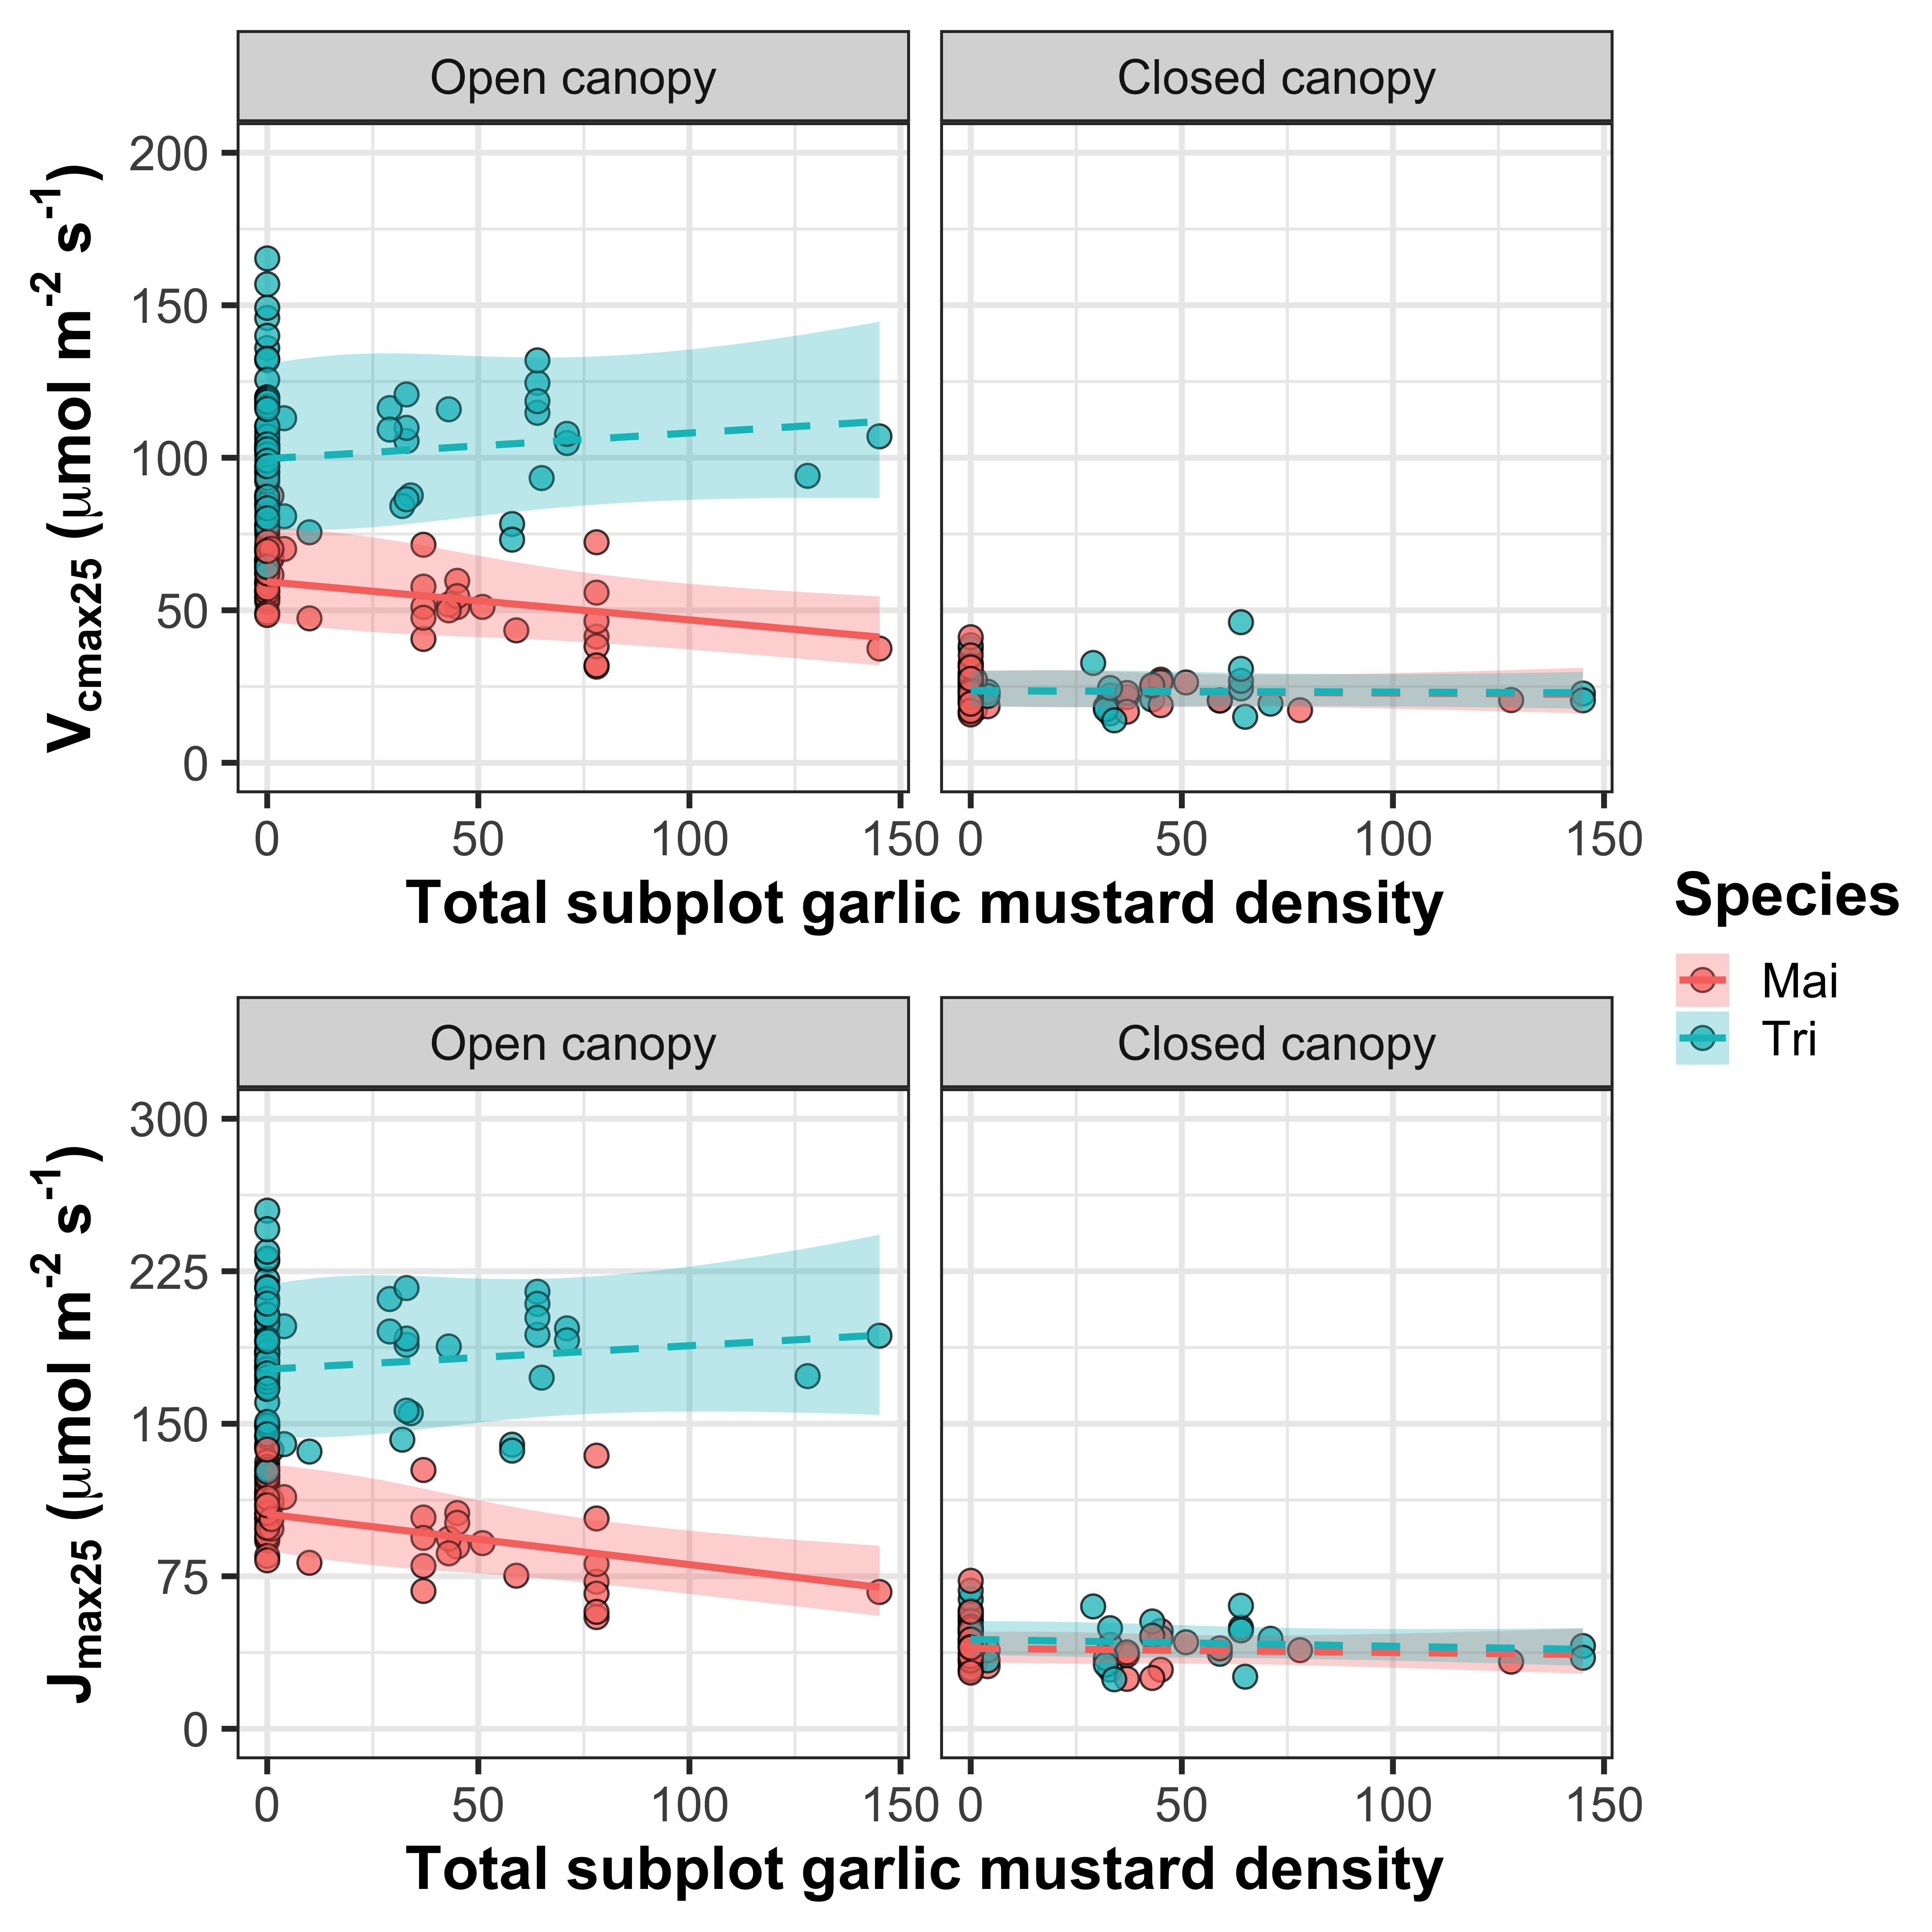 Open canopy Closed canopy
200
150
100
50
0
V cmax25 (μmol m-2 s-1)
0 50 100 150 0 50 100 150
Total subplot garlic mustard density
Species
Mai
Tri
Open canopy Closed canopy
300
225
150
75
0
J max25 (μmol m-2 s-1)
0 50 100 150 0 50 100 150
Total subplot garlic mustard density